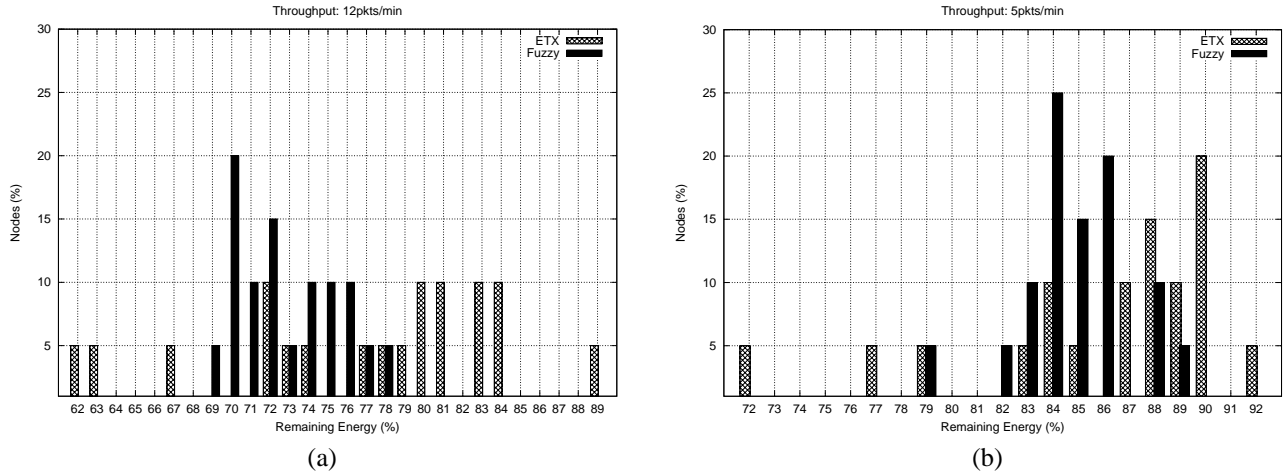 Throughput: 12pkts/min
ETX
Fuzzy
30
25
20
15
10
5
Nodes (%)
62 63 64 65 66 67 68 69 70 71 72 73 74 75 76 77 78 79 80 81 82 83 84 85 86 87 88 89
Remaining Energy (%)
(a)
Throughput: 5pkts/min
ETX
Fuzzy
30
25
20
15
10
5
Nodes (%)
72 73 74 75 76 77 78 79 80 81 82 83 84 85 86 87 88 89 90 91 92
Remaining Energy (%)
(b)